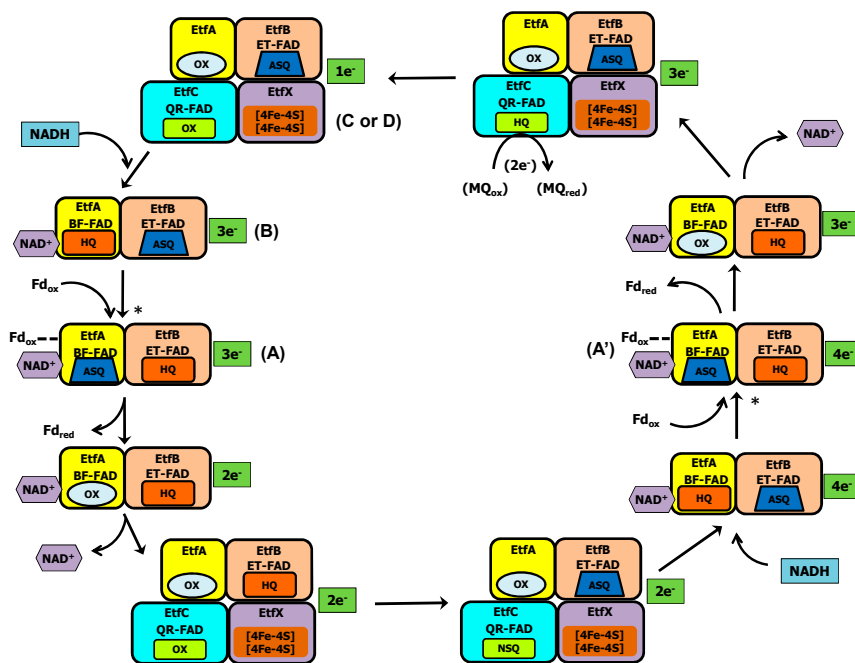 EtfA
OX
EtfB
ET-FAD
ASQ
EtfC
QR-FAD
OX
EtfX
[4Fe-4S]
[4Fe-4S]
1e-
(C or D)
NADH
EtfA
BF-FAD
HQ
NAD+
EtfB
ET-FAD
ASQ
3e-
(B)
Fdox
*
Fdox
EtfA
BF-FAD
ASQ
NAD+
EtfB
ET-FAD
HQ
3e-
(A)
Fdred
EtfA
BF-FAD
OX
NAD+
EtfB
ET-FAD
HQ
2e-
NAD+
EtfA
OX
EtfB
ET-FAD
HQ
EtfC
QR-FAD
OX
EtfX
[4Fe-4S]
[4Fe-4S]
2e-
EtfA
OX
EtfB
ET-FAD
ASQ
EtfC
QR-FAD
NSQ
EtfX
[4Fe-4S]
[4Fe-4S]
2e-
NADH
EtfA
BF-FAD
HQ
NAD+
EtfB
ET-FAD
ASQ
4e-
Fdox
*
(A')
Fdox
EtfA
BF-FAD
ASQ
NAD+
EtfB
ET-FAD
HQ
4e-
Fdred
EtfA
BF-FAD
OX
NAD+
EtfB
ET-FAD
HQ
3e-
NAD+
EtfA
OX
EtfB
ET-FAD
ASQ
EtfC
QR-FAD
HQ
EtfX
[4Fe-4S]
[4Fe-4S]
3e-
(2e-)
(MQox)
(MQred)